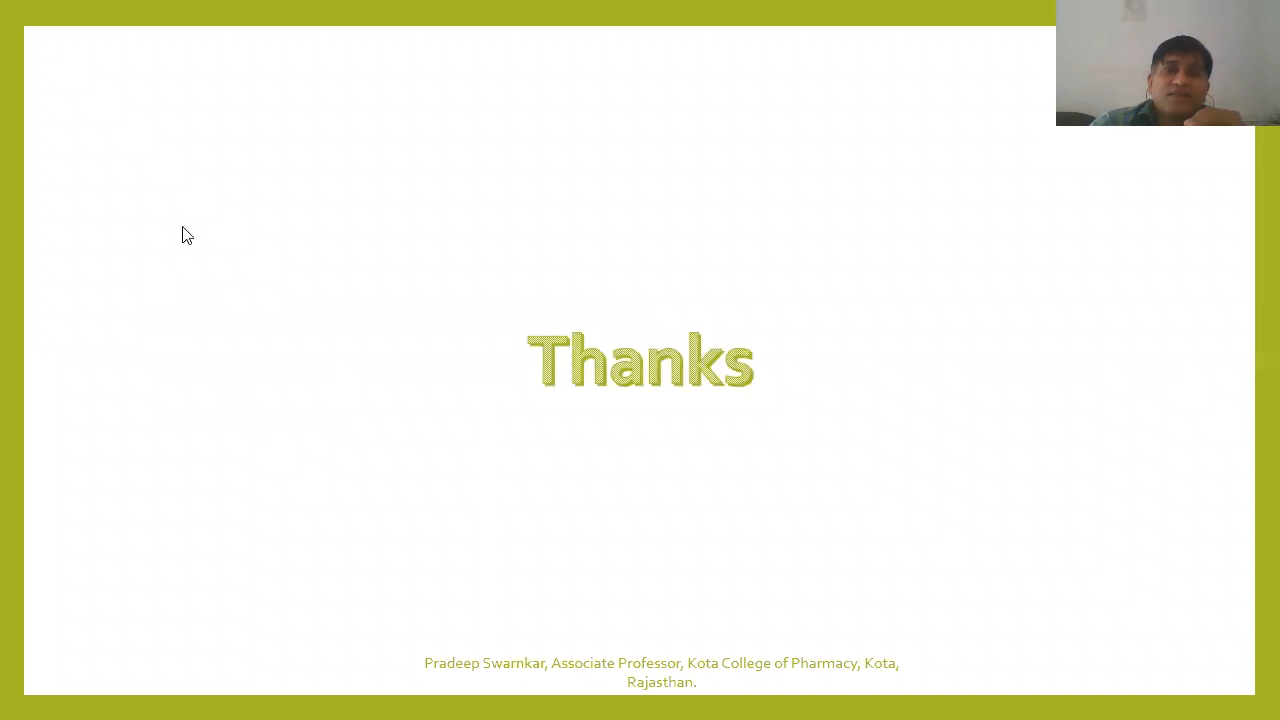 Thanks
Pradeep Swarnkar, Associate Professor, Kota College of Pharmacy, Kota,
Rajasthan.